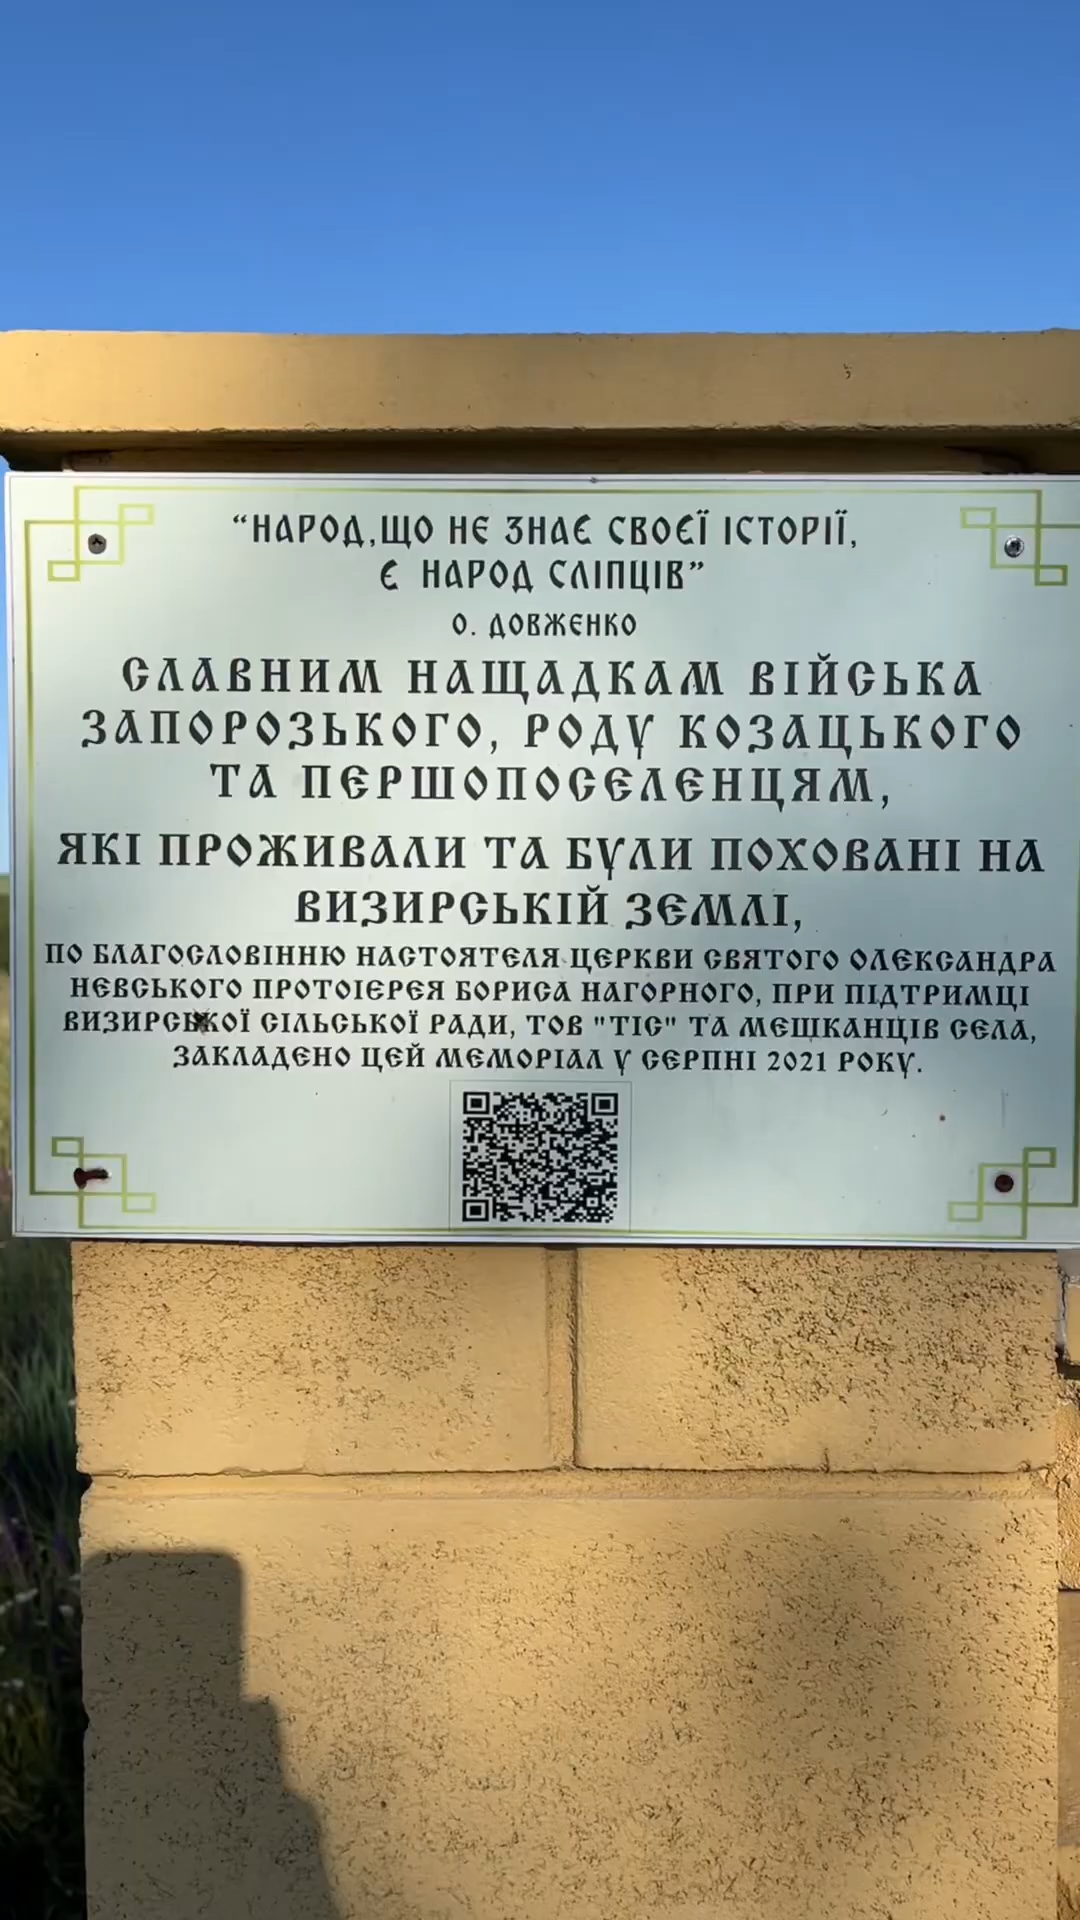 “НАРОД,ЩО НЕ ЗНАЄ СВОЄЇ ІСТОРІЇ,
Є НАРОД СЛІПЦІВ”
О. ДОВЖЕНКО
СЛАВНИМ НАЩАДКАМ ВІЙСЬКА
ЗАПОРОЗЬКОГО, РОДУ КОЗАЦЬКОГО
ТА ПЕРШОПОСЕЛЕНЦЯМ,
ЯКІ ПРОЖИВАЛИ ТА БУЛИ ПОХОВАНІ НА
ВИЗИРСЬКІЙ ЗЕМЛІ,
ПО БЛАГОСЛОВІННЮ НАСТОЯТЕЛЯ ЦЕРКВИ СВЯТОГО ОЛЕКСАНДРА
НЕВСЬКОГО ПРОТОІЄРЕЯ БОРИСА НАГОРНОГО, ПРИ ПІДТРИМЦІ
ВИЗИРСЬКОЇ СІЛЬСЬКОЇ РАДИ, ТОВ "ТІС" ТА МЕШКАНЦІВ СЕЛА,
ЗАКЛАДЕНО ЦЕЙ МЕМОРІАЛ У СЕРПНІ 2021 РОКУ.